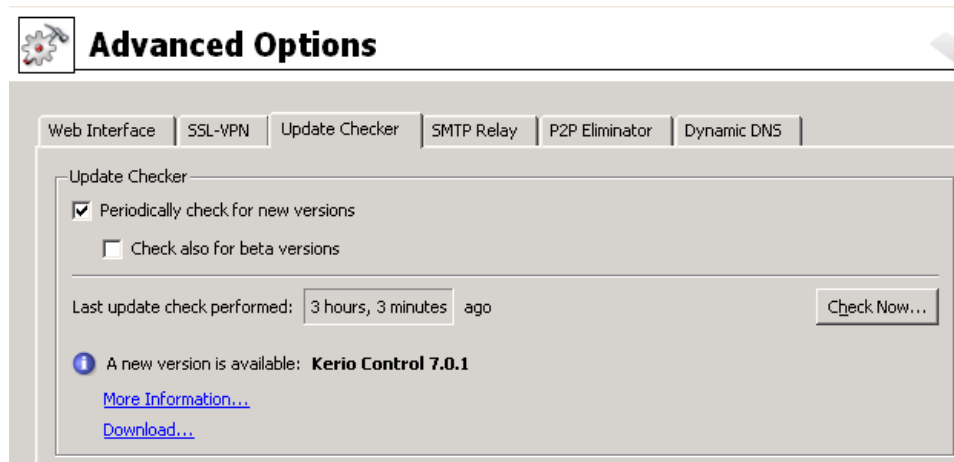 Advanced Options
Web Interface SSL-VPN Update Checker SMTP Relay P2P Eliminator Dynamic DNS
Update Checker
Periodically check for new versions
Check also for beta versions
Last update check performed: 3 hours, 3 minutes ago Check Now...
A new version is available: Kerio Control 7.0.1
More Information...
Download...